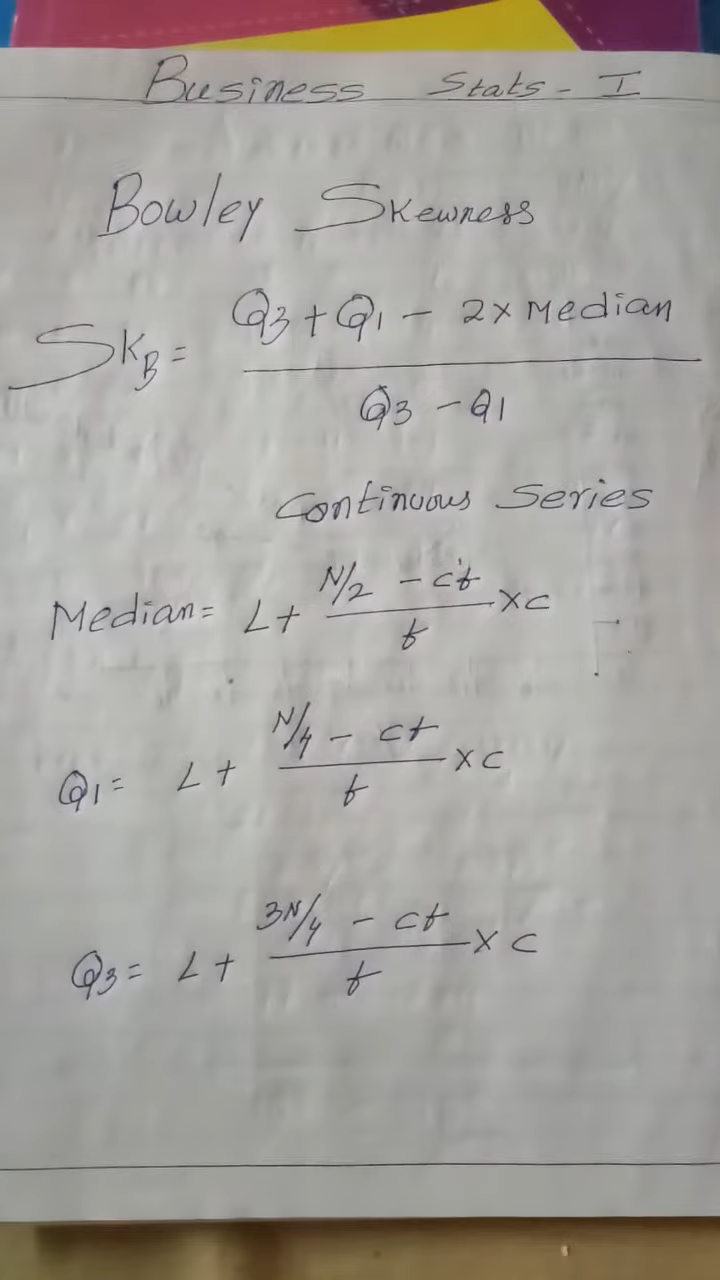 Business Stats - I
Bowley Skewness
SKB = Q3 + Q1 - 2 x Median / Q3 - Q1
Continuous Series
Median = L + N/2 - cf / f x c
Q1 = L + N/4 - cf / f x c
Q3 = L + 3N/4 - cf / f x c